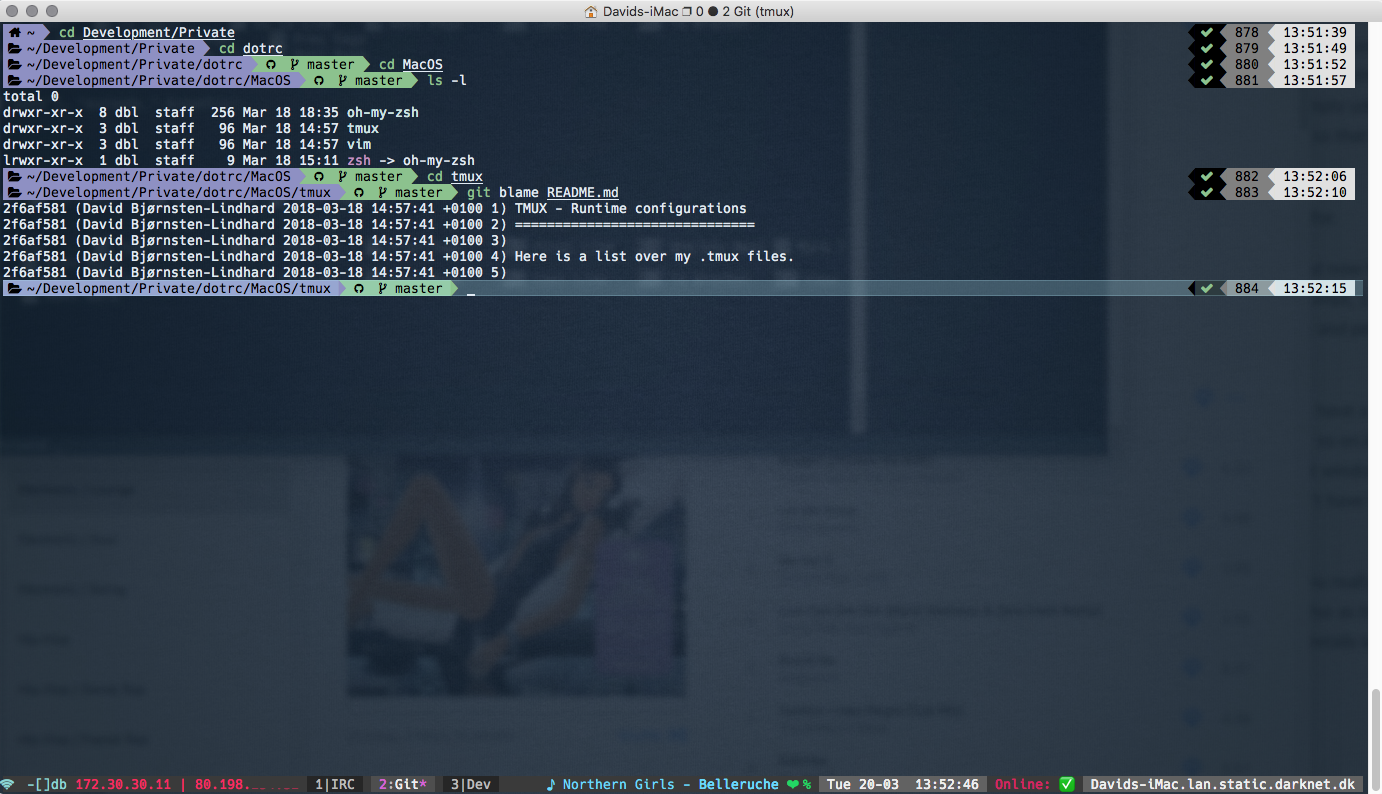 Davids-iMac 0 ● 2 Git (tmux)
~ cd Development/Private ✔ 878 13:51:39
~/Development/Private cd dotrc ✔ 879 13:51:49
~/Development/Private/dotrc master cd MacOS ✔ 880 13:51:52
~/Development/Private/dotrc/MacOS master ls -l ✔ 881 13:51:57
total 0
drwxr-xr-x 8 dbl staff 256 Mar 18 18:35 oh-my-zsh
drwxr-xr-x 3 dbl staff 96 Mar 18 14:57 tmux
drwxr-xr-x 3 dbl staff 96 Mar 18 14:57 vim
lrwxr-xr-x 1 dbl staff 9 Mar 18 15:11 zsh -> oh-my-zsh
~/Development/Private/dotrc/MacOS master cd tmux ✔ 882 13:52:06
~/Development/Private/dotrc/MacOS/tmux master git blame README.md ✔ 883 13:52:10
2f6af581 (David Bjørnsten-Lindhard 2018-03-18 14:57:41 +0100 1) TMUX - Runtime configurations
2f6af581 (David Bjørnsten-Lindhard 2018-03-18 14:57:41 +0100 2) ==============================
2f6af581 (David Bjørnsten-Lindhard 2018-03-18 14:57:41 +0100 3)
2f6af581 (David Bjørnsten-Lindhard 2018-03-18 14:57:41 +0100 4) Here is a list over my .tmux files.
2f6af581 (David Bjørnsten-Lindhard 2018-03-18 14:57:41 +0100 5)
~/Development/Private/dotrc/MacOS/tmux master _ ✔ 884 13:52:15
-[]db 172.30.30.11 | 80.198. 1|IRC 2:Git* 3|Dev ♪ Northern Girls - Belleruche ❤% Tue 20-03 13:52:46 Online: ✅ Davids-iMac.lan.static.darknet.dk